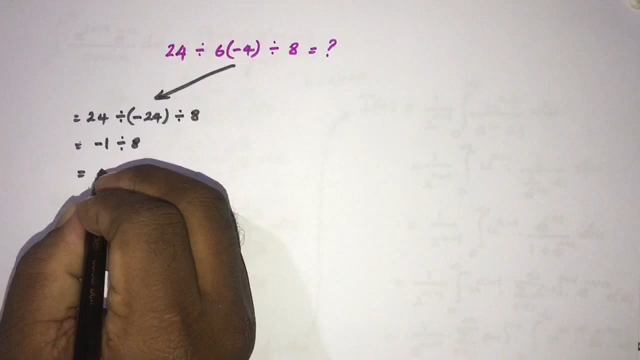 24 ÷ 6(-4) ÷ 8 = ?
= 24 ÷(-24) ÷ 8
= -1 ÷ 8
=